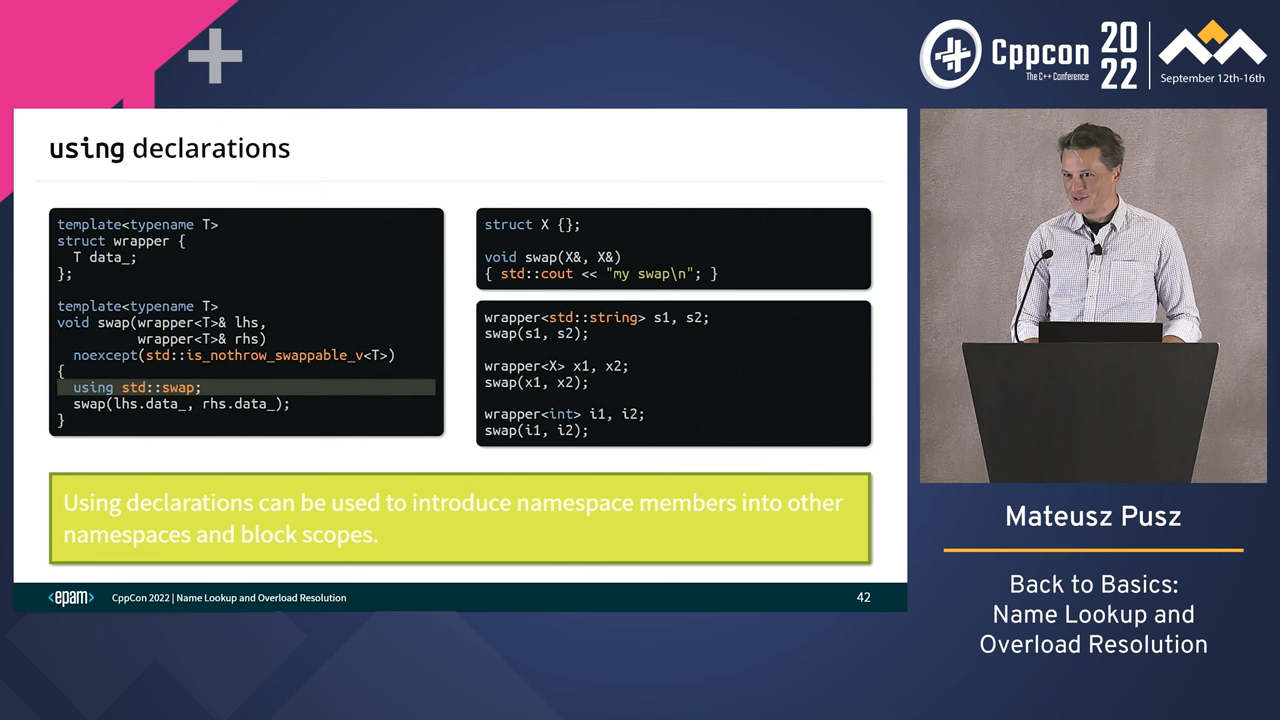 Cppcon
The C++ Conference
20
22
September 12th-16th
using declarations
template<typename T>
struct wrapper {
  T data_;
};
template<typename T>
void swap(wrapper<T>& lhs,
          wrapper<T>& rhs)
  noexcept(std::is_nothrow_swappable_v<T>)
{
  using std::swap;
  swap(lhs.data_, rhs.data_);
}
struct X {};
void swap(X&, X&)
{ std::cout << "my swap\n"; }
wrapper<std::string> s1, s2;
swap(s1, s2);
wrapper<X> x1, x2;
swap(x1, x2);
wrapper<int> i1, i2;
swap(i1, i2);
Using declarations can be used to introduce namespace members into other
namespaces and block scopes.
<epam>
CppCon 2022 | Name Lookup and Overload Resolution
42
Mateusz Pusz
Back to Basics:
Name Lookup and
Overload Resolution